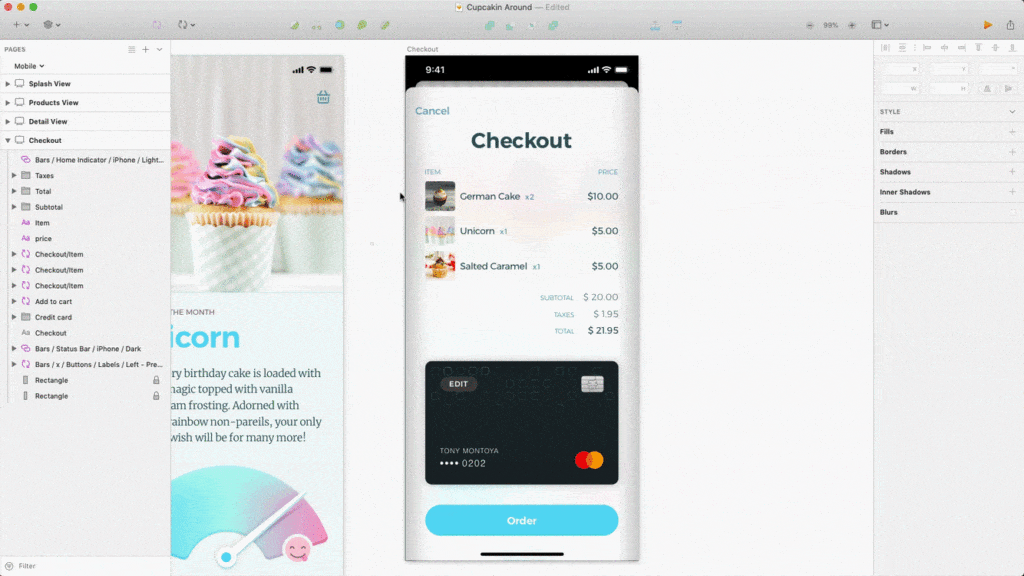 Cupcakin Around — Edited
99%
PAGES
Mobile
Splash View
Products View
Detail View
Checkout
Bars / Home Indicator / iPhone / Light...
Taxes
Total
Subtotal
Aa Item
Aa price
Checkout/Item
Checkout/Item
Checkout/Item
Add to cart
Credit card
Aa Checkout
Bars / Status Bar / iPhone / Dark
Bars / x / Buttons / Labels / Left - Pre...
Rectangle
Rectangle
Filter
THE MONTH
icorn
ry birthday cake is loaded with
magic topped with vanilla
am frosting. Adorned with
rainbow non-pareils, your only
wish will be for many more!
Checkout
9:41
Cancel
Checkout
ITEM PRICE
German Cake x2 $10.00
Unicorn x1 $5.00
Salted Caramel x1 $5.00
SUBTOTAL $ 20.00
TAXES $ 1.95
TOTAL $ 21.95
EDIT
TONY MONTOYA
•••• 0202
Order
X Y
W H
STYLE
Fills
Borders
Shadows
Inner Shadows
Blurs